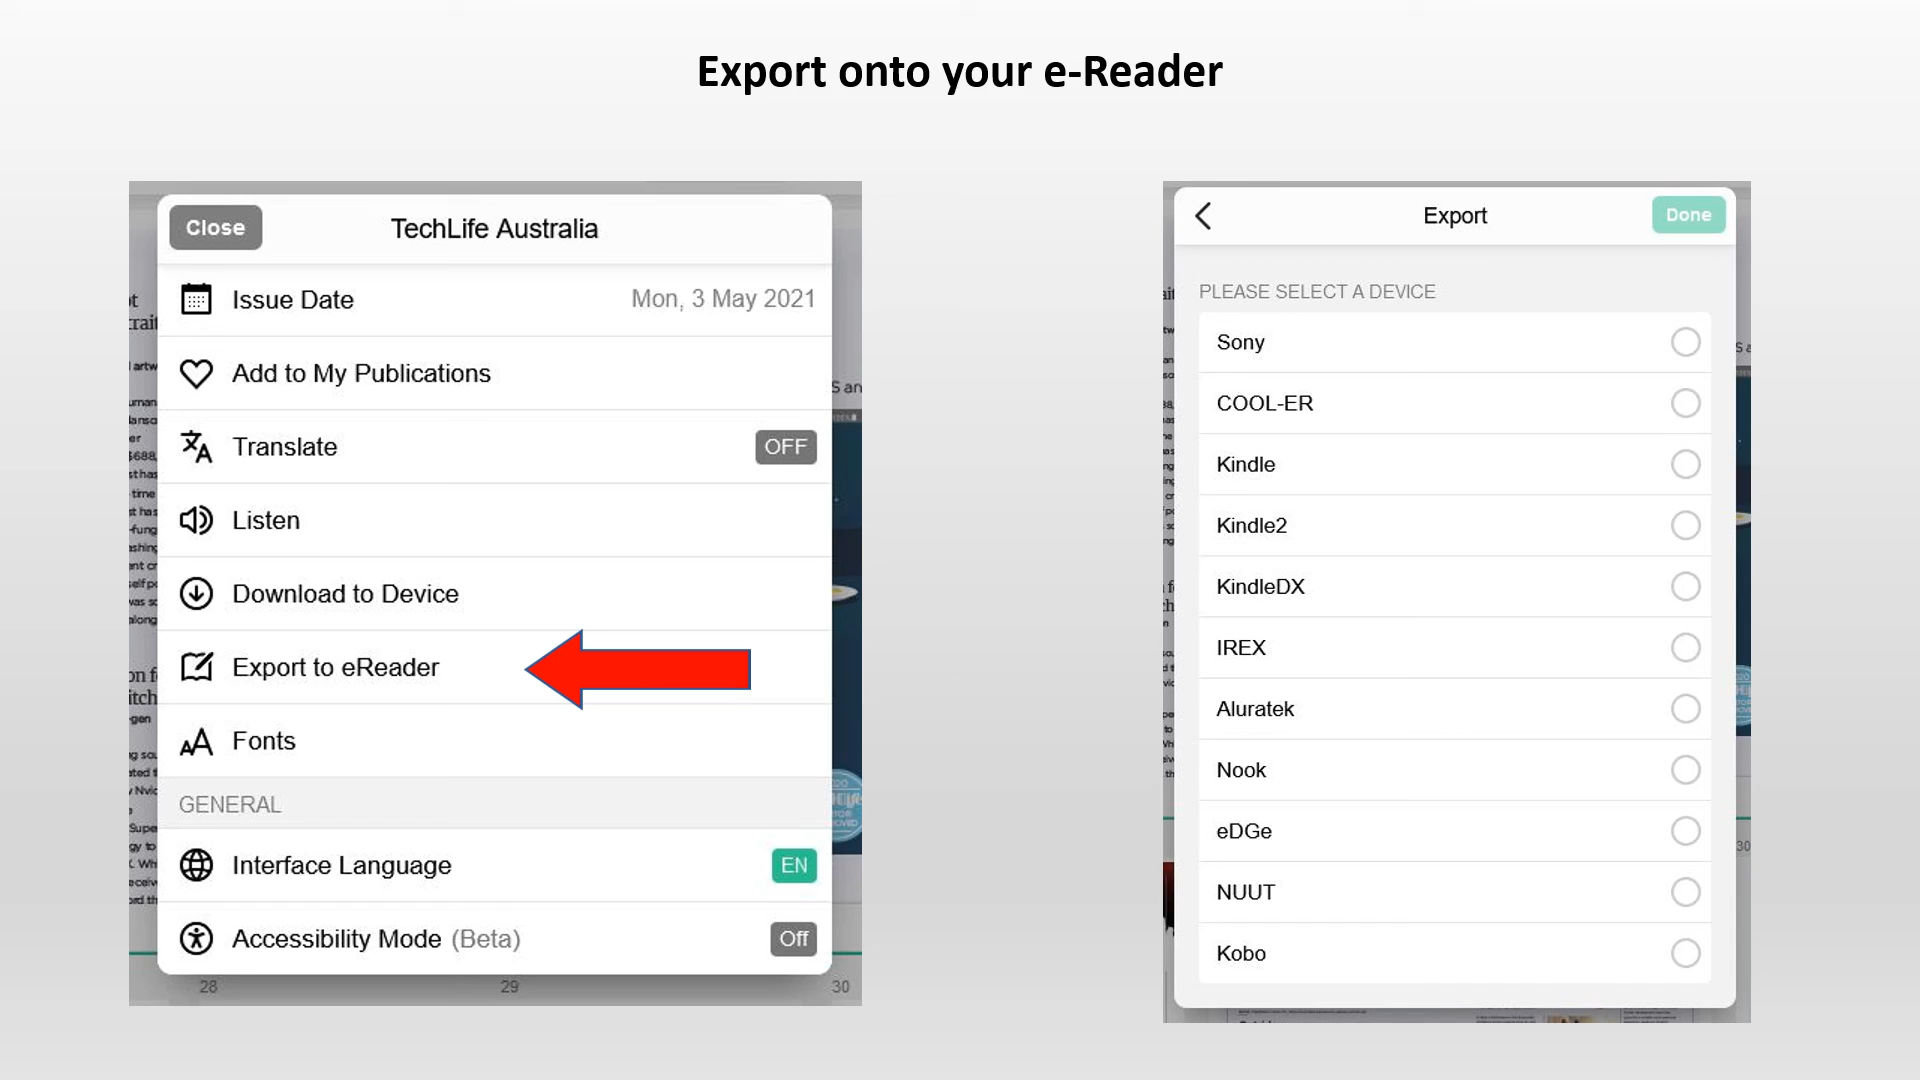 Export onto your e-Reader
Close
TechLife Australia
Issue Date
Mon, 3 May 2021
Add to My Publications
Translate
OFF
Listen
Download to Device
Export to eReader
Fonts
GENERAL
Interface Language
EN
Accessibility Mode (Beta)
Off
28
29
30
Export
Done
PLEASE SELECT A DEVICE
Sony
COOL-ER
Kindle
Kindle2
KindleDX
IREX
Aluratek
Nook
eDGe
NUUT
Kobo
30